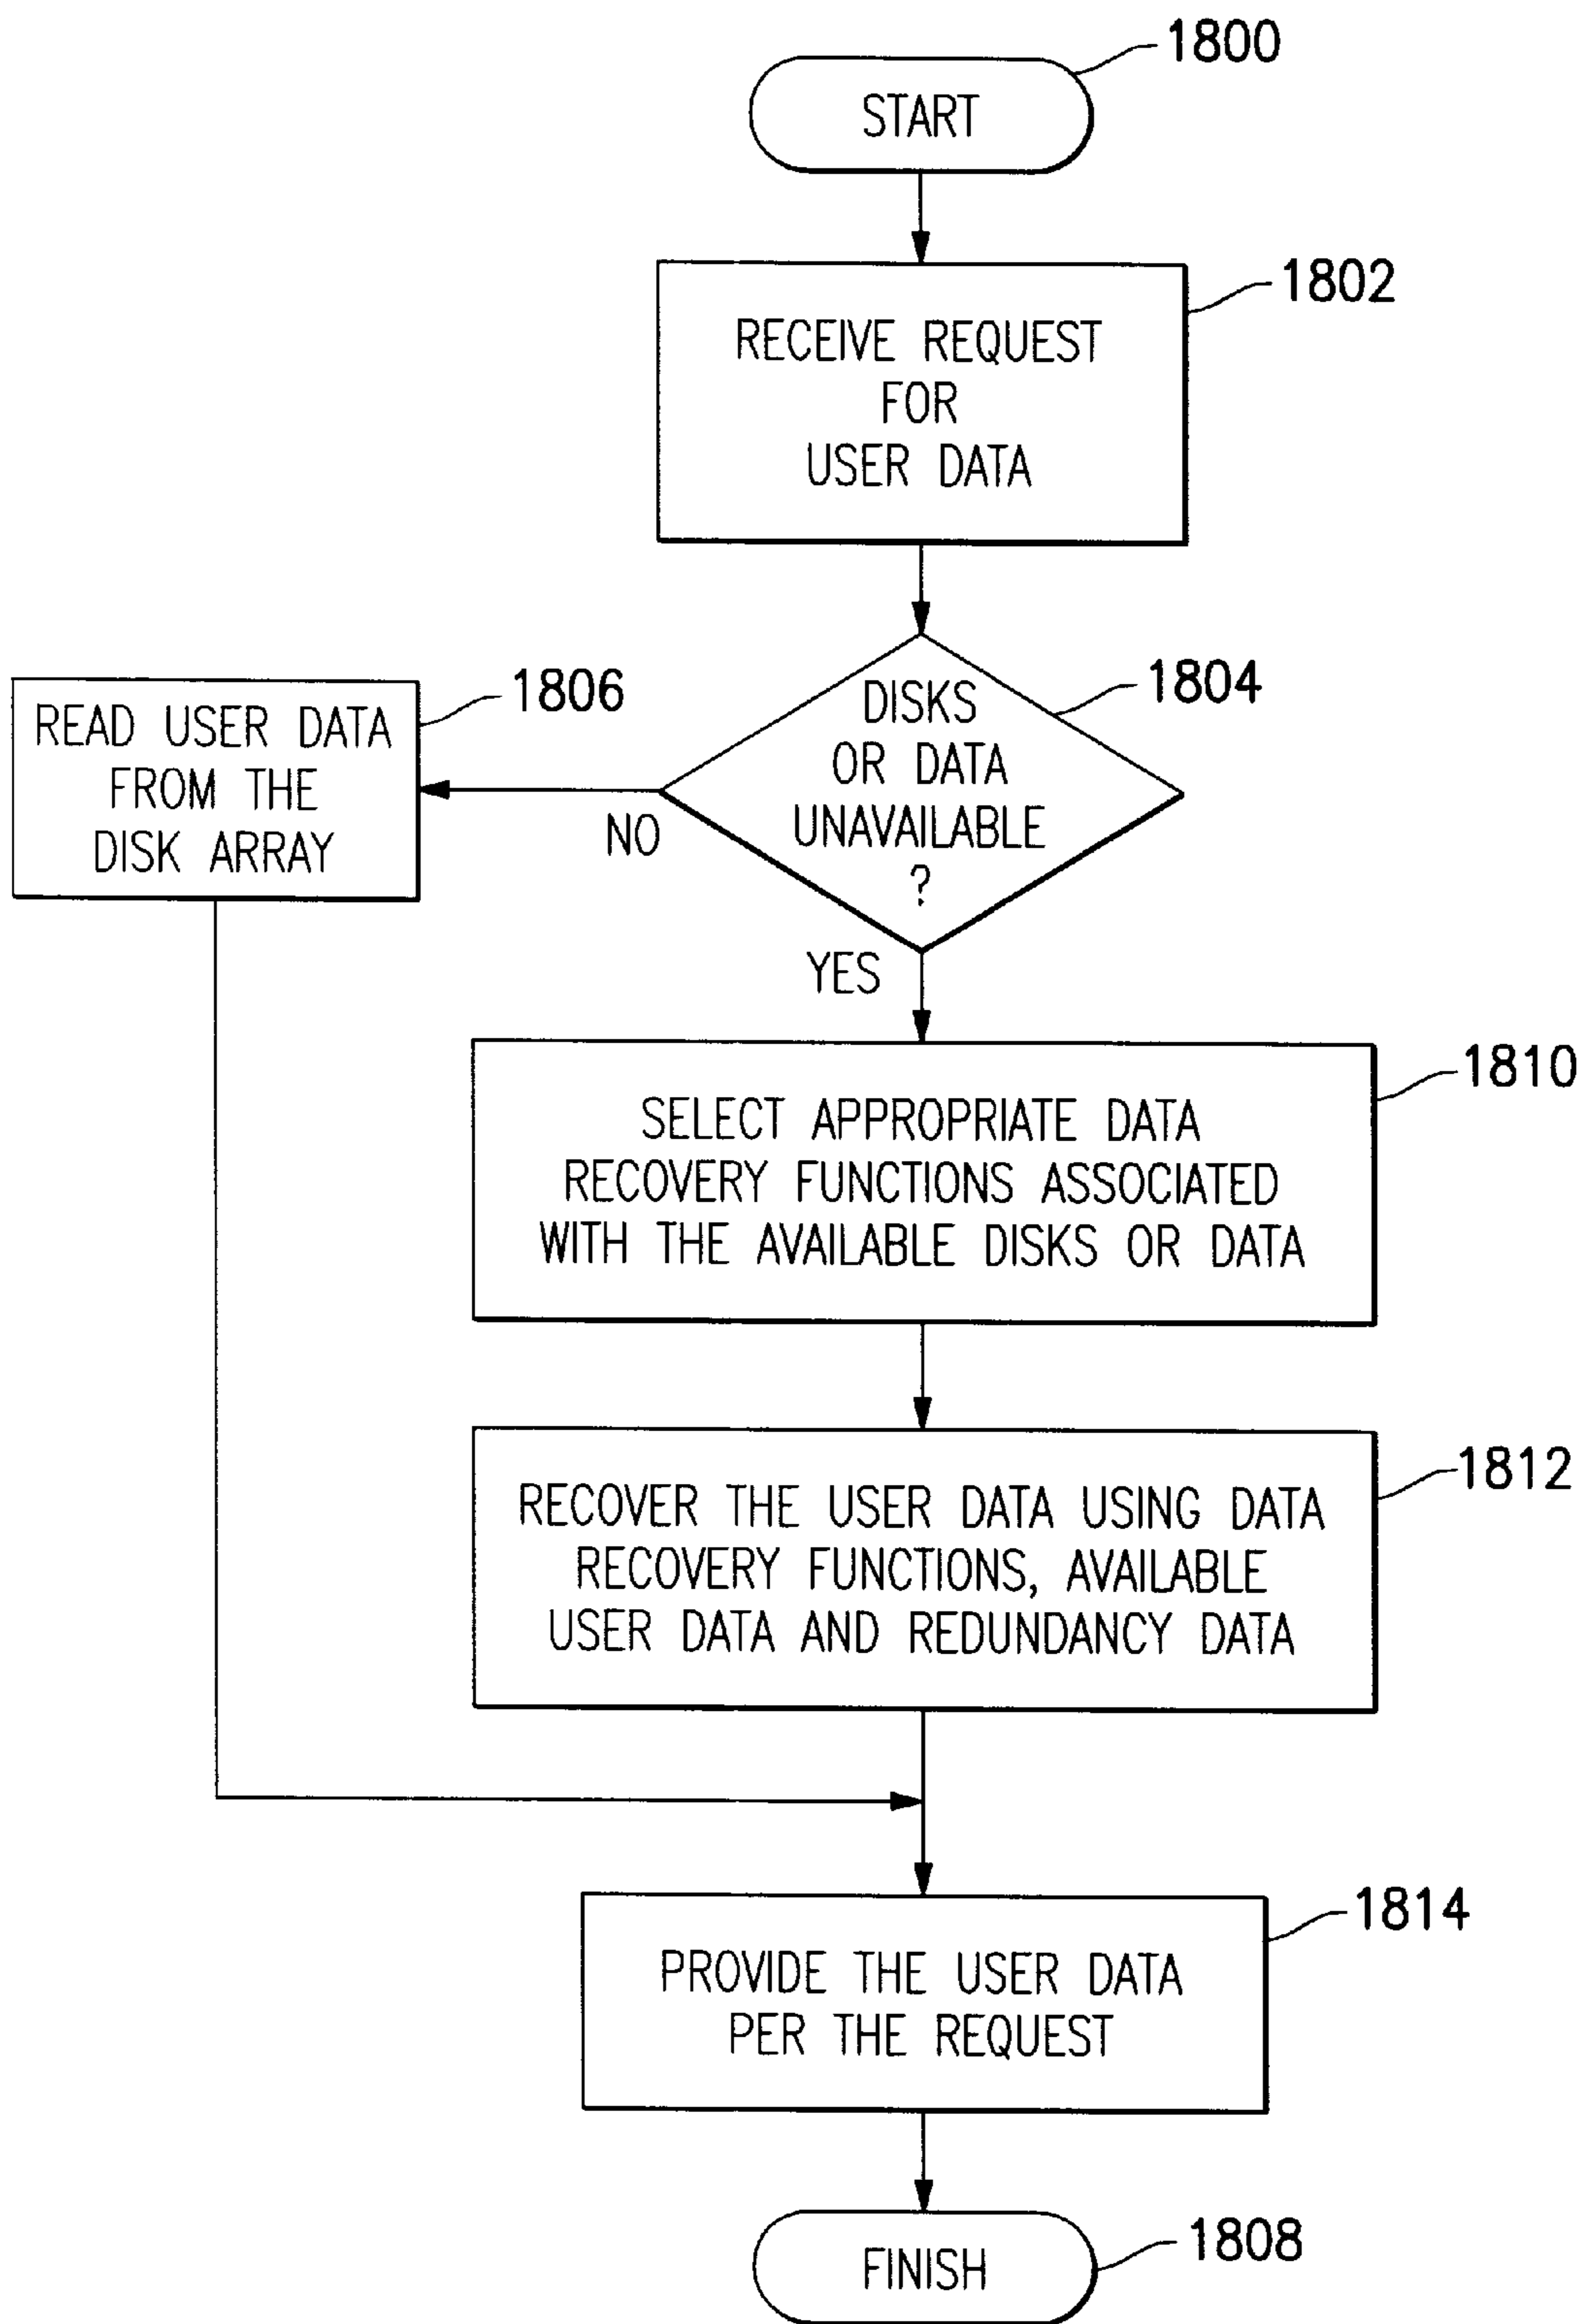 1800
START
1802
RECEIVE REQUEST
FOR
USER DATA
1804
DISKS
OR DATA
UNAVAILABLE
?
1806
READ USER DATA
FROM THE
DISK ARRAY
NO
YES
1810
SELECT APPROPRIATE DATA
RECOVERY FUNCTIONS ASSOCIATED
WITH THE AVAILABLE DISKS OR DATA
1812
RECOVER THE USER DATA USING DATA
RECOVERY FUNCTIONS, AVAILABLE
USER DATA AND REDUNDANCY DATA
1814
PROVIDE THE USER DATA
PER THE REQUEST
1808
FINISH